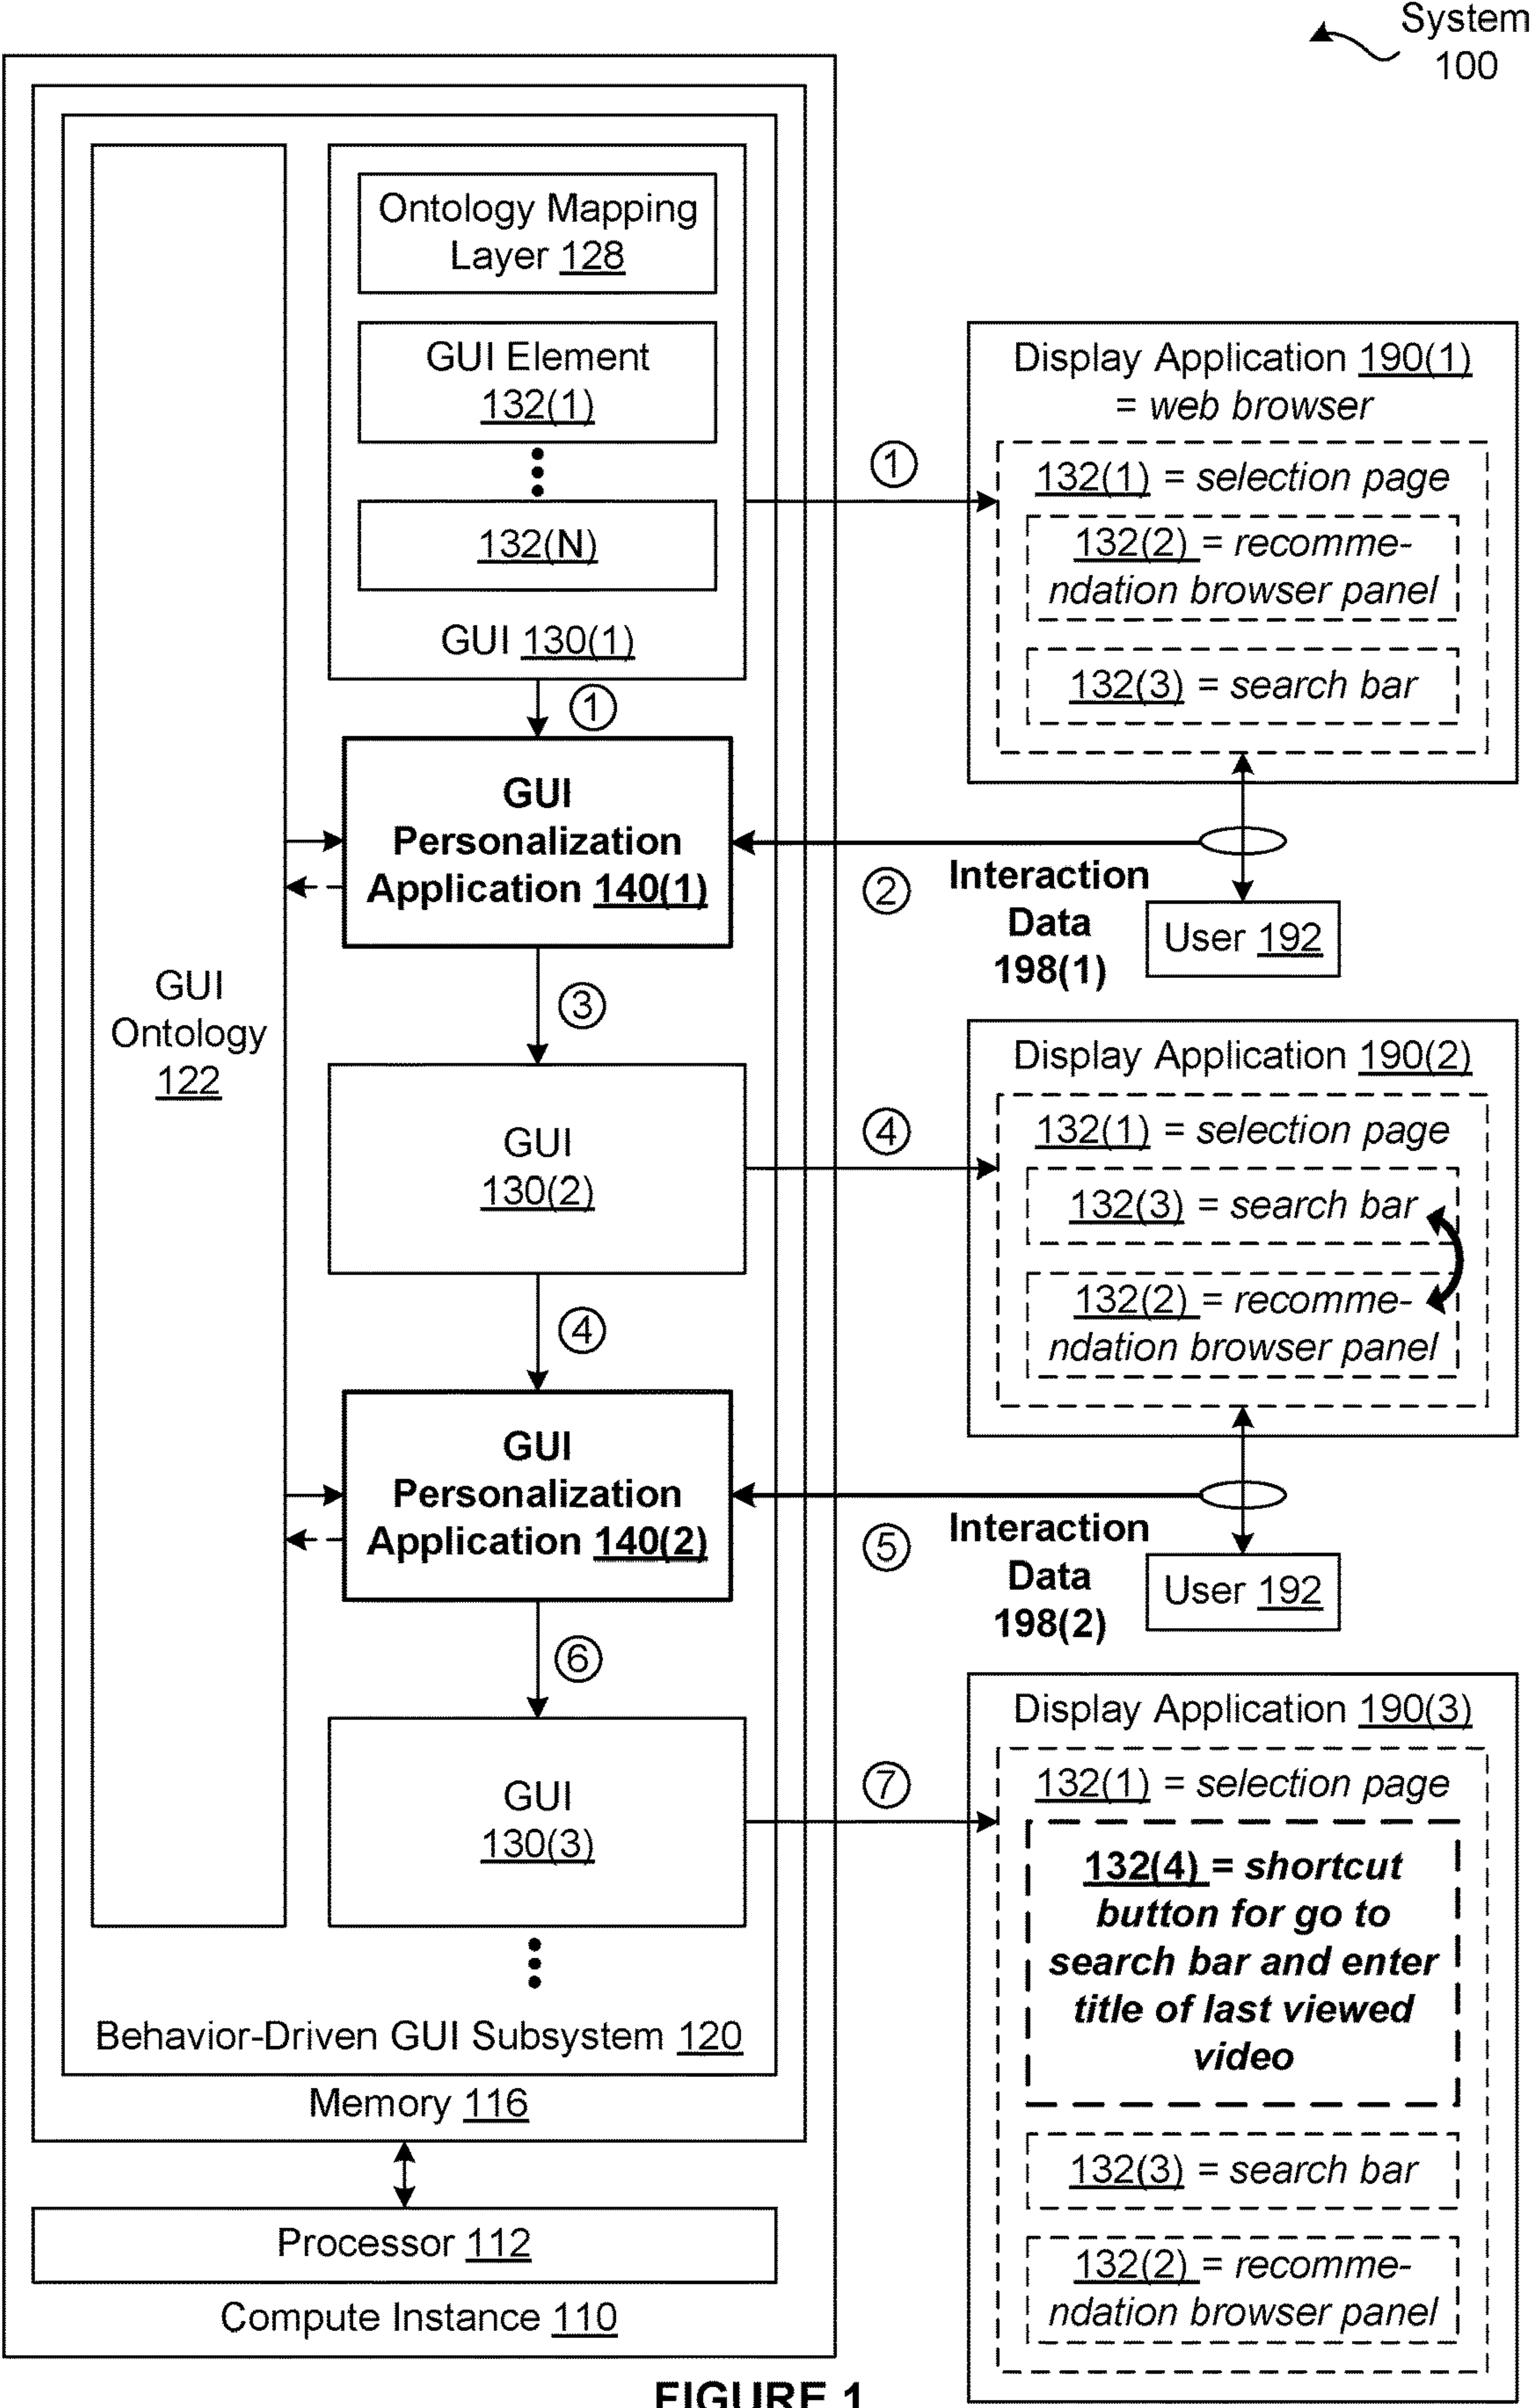 System
100
Ontology Mapping
Layer 128
GUI Element
132(1)
132(N)
GUI 130(1)
1
Display Application 190(1)
= web browser
132(1) = selection page
132(2) = recomme-
ndation browser panel
132(3) = search bar
1
GUI
Personalization
Application 140(1)
2
Interaction
Data
198(1)
User 192
GUI
Ontology
122
3
GUI
130(2)
4
Display Application 190(2)
132(1) = selection page
132(3) = search bar
132(2) = recomme-
ndation browser panel
4
GUI
Personalization
Application 140(2)
5
Interaction
Data
198(2)
User 192
6
GUI
130(3)
7
Display Application 190(3)
132(1) = selection page
132(4) = shortcut
button for go to
search bar and enter
title of last viewed
video
132(3) = search bar
132(2) = recomme-
ndation browser panel
Behavior-Driven GUI Subsystem 120
Memory 116
Processor 112
Compute Instance 110
FIGURE 1